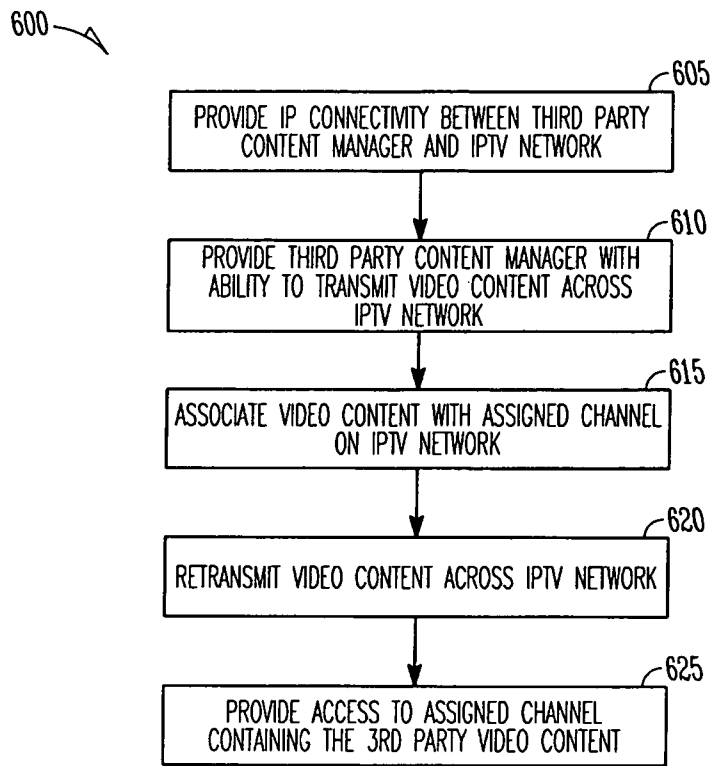 600
605
PROVIDE IP CONNECTIVITY BETWEEN THIRD PARTY
CONTENT MANAGER AND IPTV NETWORK
610
PROVIDE THIRD PARTY CONTENT MANAGER WITH
ABILITY TO TRANSMIT VIDEO CONTENT ACROSS
IPTV NETWORK
615
ASSOCIATE VIDEO CONTENT WITH ASSIGNED CHANNEL
ON IPTV NETWORK
620
RETRANSMIT VIDEO CONTENT ACROSS IPTV NETWORK
625
PROVIDE ACCESS TO ASSIGNED CHANNEL
CONTAINING THE 3RD PARTY VIDEO CONTENT